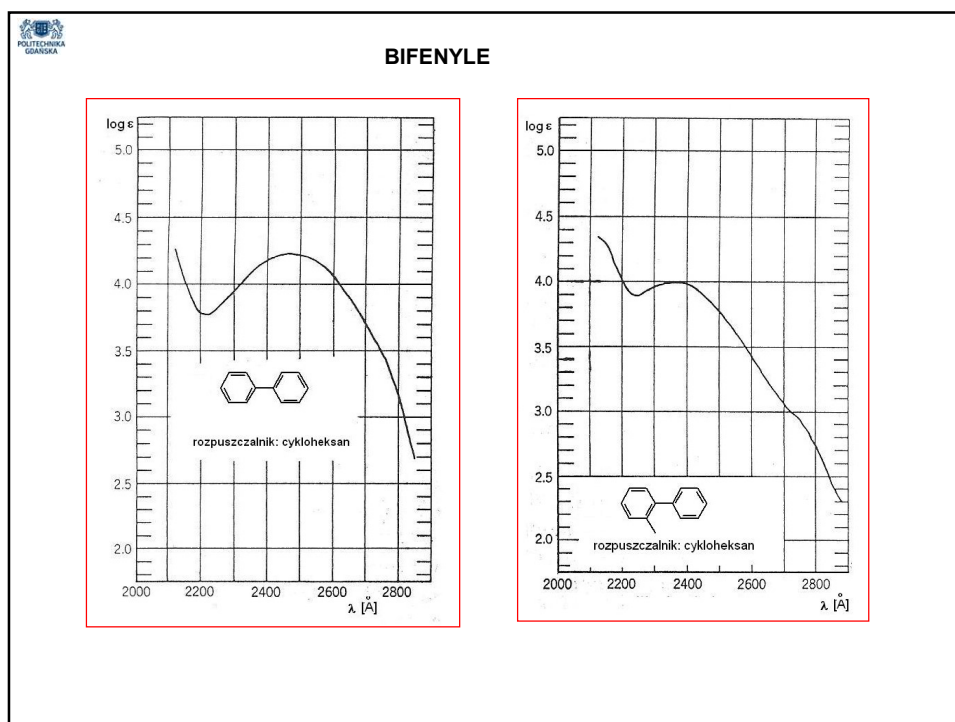 POLITECHNIKA
GDAŃSKA
BIFENYLE
log ε
5.0
4.5
4.0
3.5
3.0
2.5
2.0
rozpuszczalnik: cykloheksan
2000 2200 2400 2600 2800
λ [Å]
log ε
5.0
4.5
4.0
3.5
3.0
2.5
2.0
rozpuszczalnik: cykloheksan
2000 2200 2400 2600 2800
λ [Å]